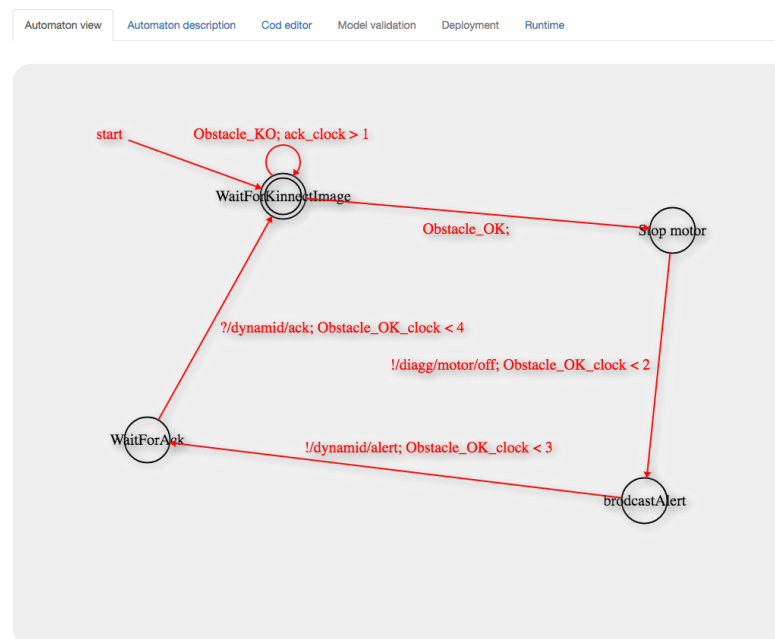 Automaton view Automaton description Cod editor Model validation Deployment Runtime
start Obstacle_KO; ack_clock > 1
WaitForKinnectImage
Obstacle_OK;
Stop motor
?/dynamid/ack; Obstacle_OK_clock < 4
!/diagg/motor/off; Obstacle_OK_clock < 2
WaitForAck
!/dynamid/alert; Obstacle_OK_clock < 3
brodcastAlert